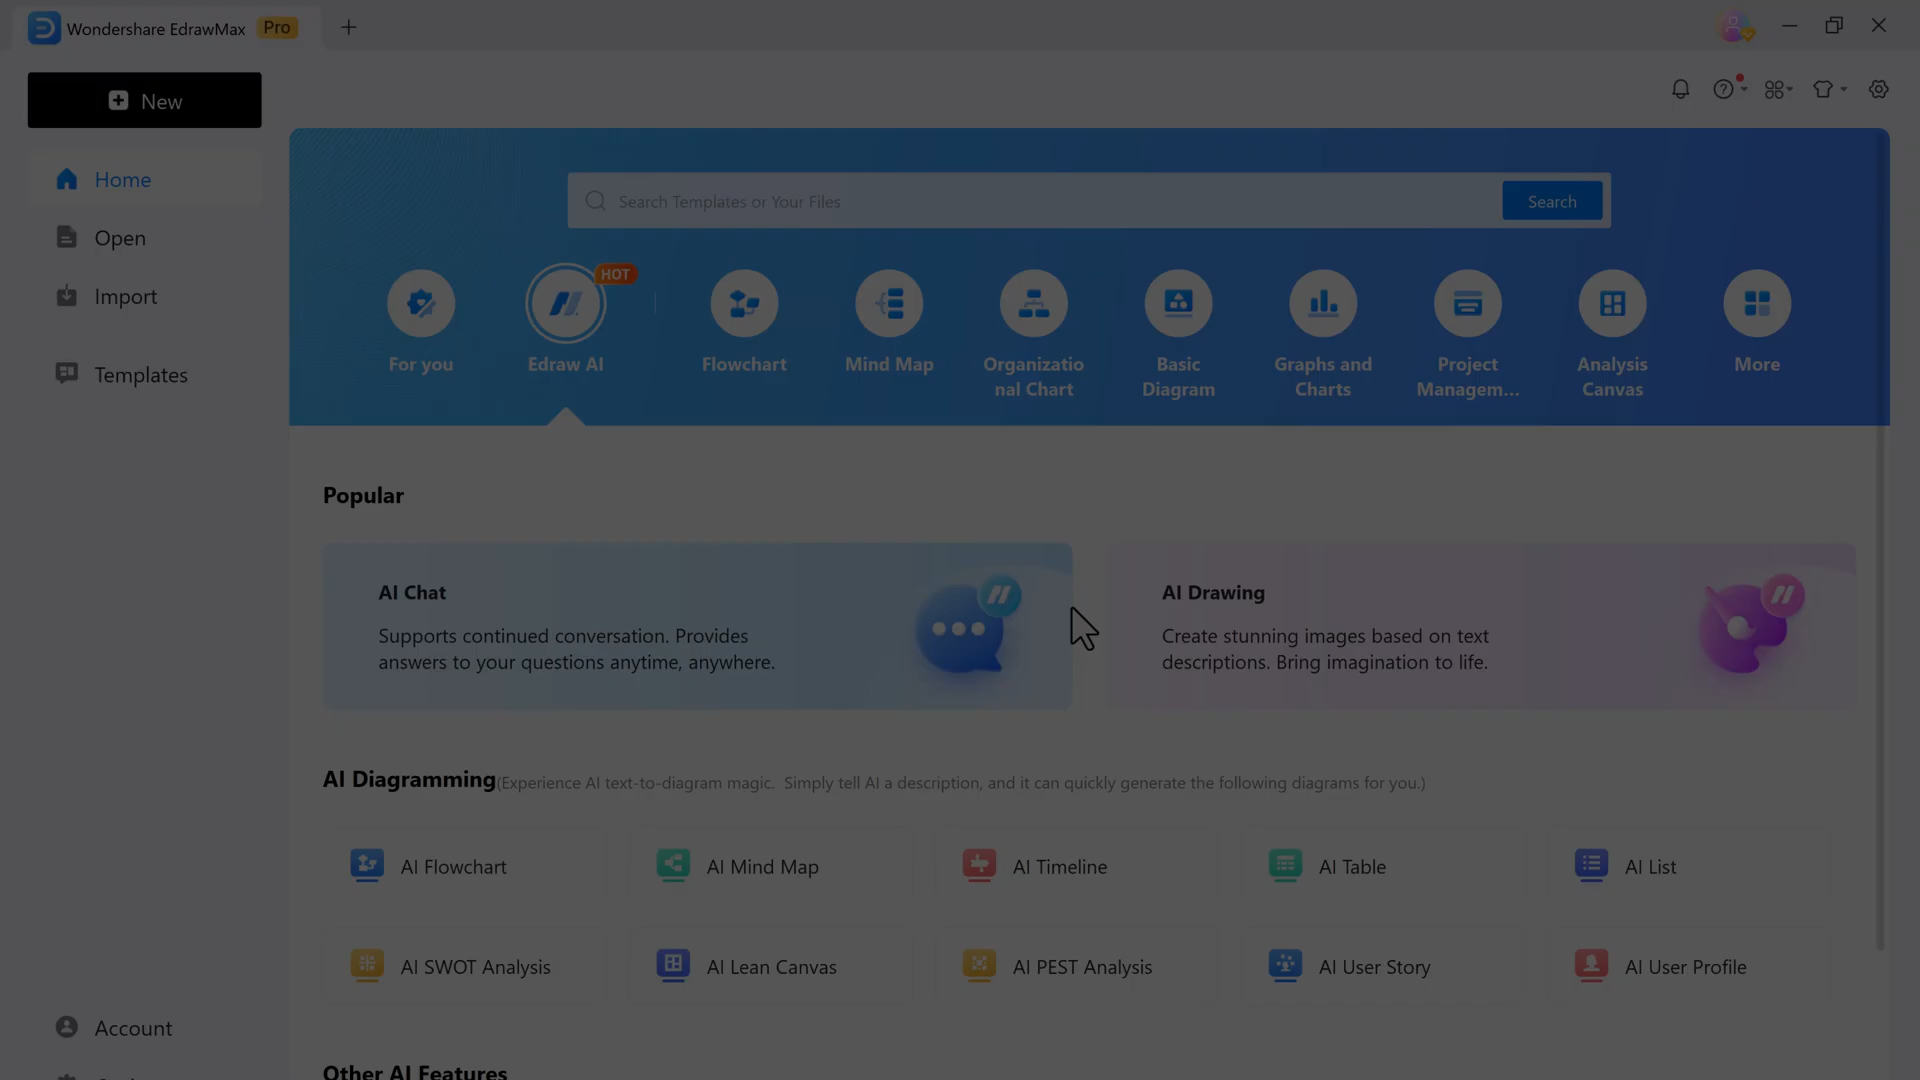 Wondershare EdrawMax Pro
New
Home
Open
Import
Templates
Account
Search Templates or Your Files
Search
HOT
For you
Edraw AI
Flowchart
Mind Map
Organizatio
nal Chart
Basic
Diagram
Graphs and
Charts
Project
Managem...
Analysis
Canvas
More
Popular
AI Chat
Supports continued conversation. Provides
answers to your questions anytime, anywhere.
AI Drawing
Create stunning images based on text
descriptions. Bring imagination to life.
AI Diagramming(Experience AI text-to-diagram magic. Simply tell AI a description, and it can quickly generate the following diagrams for you.)
AI Flowchart
AI Mind Map
AI Timeline
AI Table
AI List
AI SWOT Analysis
AI Lean Canvas
AI PEST Analysis
AI User Story
AI User Profile
Other AI Features